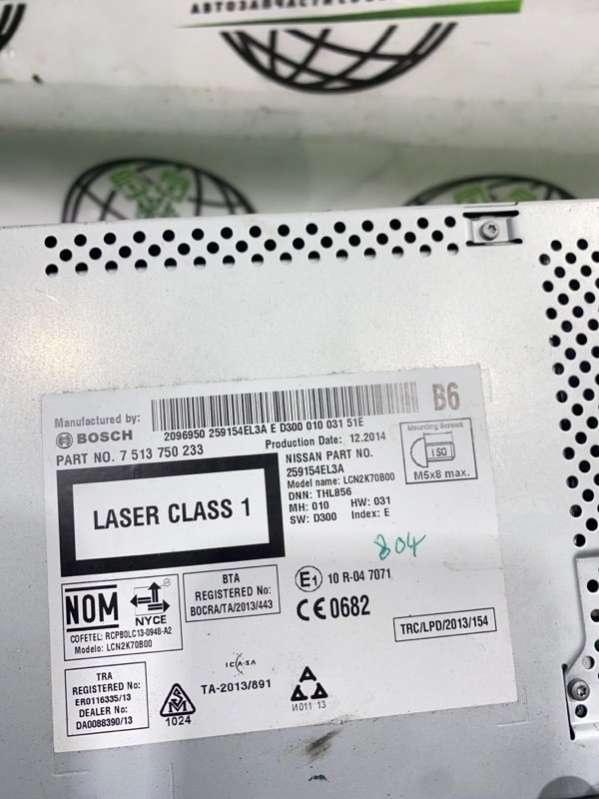 АВТОЗАПЧАСТИ
Manufactured by:
BOSCH
2096950 259154EL3A E D300 010 031 51E
B6
PART NO. 7 513 750 233
Production Date: 12.2014
NISSAN PART NO.
259154EL3A
Model name: LCN2K70B00
DNN: THL856
MH: 010 HW: 031
SW: D300 Index: E
Mounting Screws
ISO
M5x8 max.
LASER CLASS 1
804
NOM
NYCE
COFETEL: RCPBOLC13-0948-A2
Modelo: LCN2K70B00
BTA
REGISTERED No:
BOCRA/TA/2013/443
E1 10 R-04 7071
CE0682
TRC/LPD/2013/154
TRA
REGISTERED No:
ER0116335/13
DEALER No:
DA0088390/13
1024
ICASA
TA-2013/891
И011 13